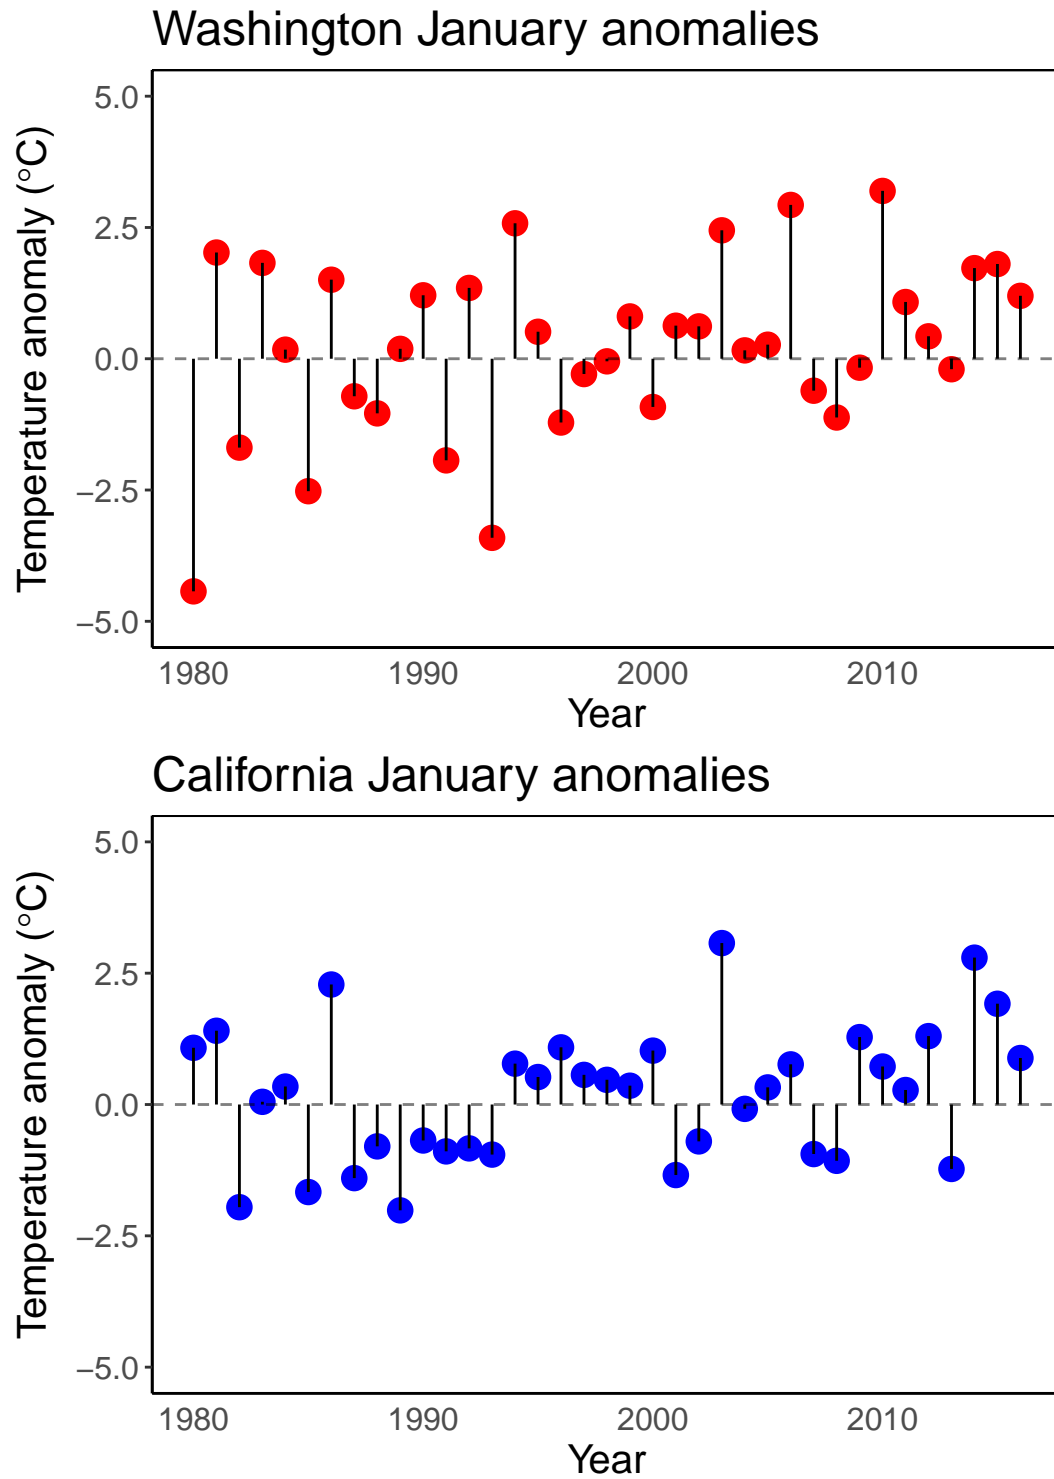 Washington January anomalies
Temperature anomaly (°C)
5.0
2.5
0.0
−2.5
−5.0
1980 1990 2000 2010
Year
California January anomalies
Temperature anomaly (°C)
5.0
2.5
0.0
−2.5
−5.0
1980 1990 2000 2010
Year